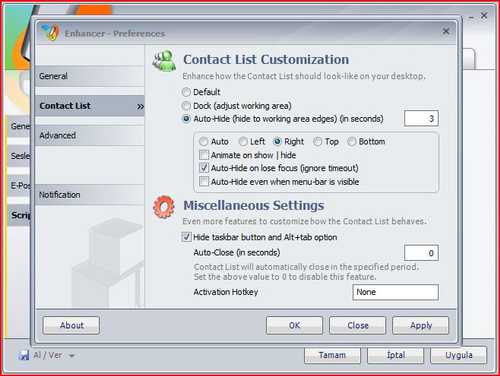 Enhancer - Preferences
General
Contact List »
Advanced
Notification
Contact List Customization
Enhance how the Contact List should look-like on your desktop.
Default
Dock (adjust working area)
Auto-Hide (hide to working area edges) (in seconds) 3
Auto Left Right Top Bottom
Animate on show | hide
Auto-Hide on lose focus (ignore timeout)
Auto-Hide even when menu-bar is visible
Miscellaneous Settings
Even more features to customize how the Contact List behaves.
Hide taskbar button and Alt+tab option
Auto-Close (in seconds) 0
Contact List will automatically close in the specified period.
Set the above value to 0 to disable this feature.
Activation Hotkey None
About OK Close Apply
Gene
Sesle
E-Pos
Scrip
Al / Ver Tamam İptal Uygula